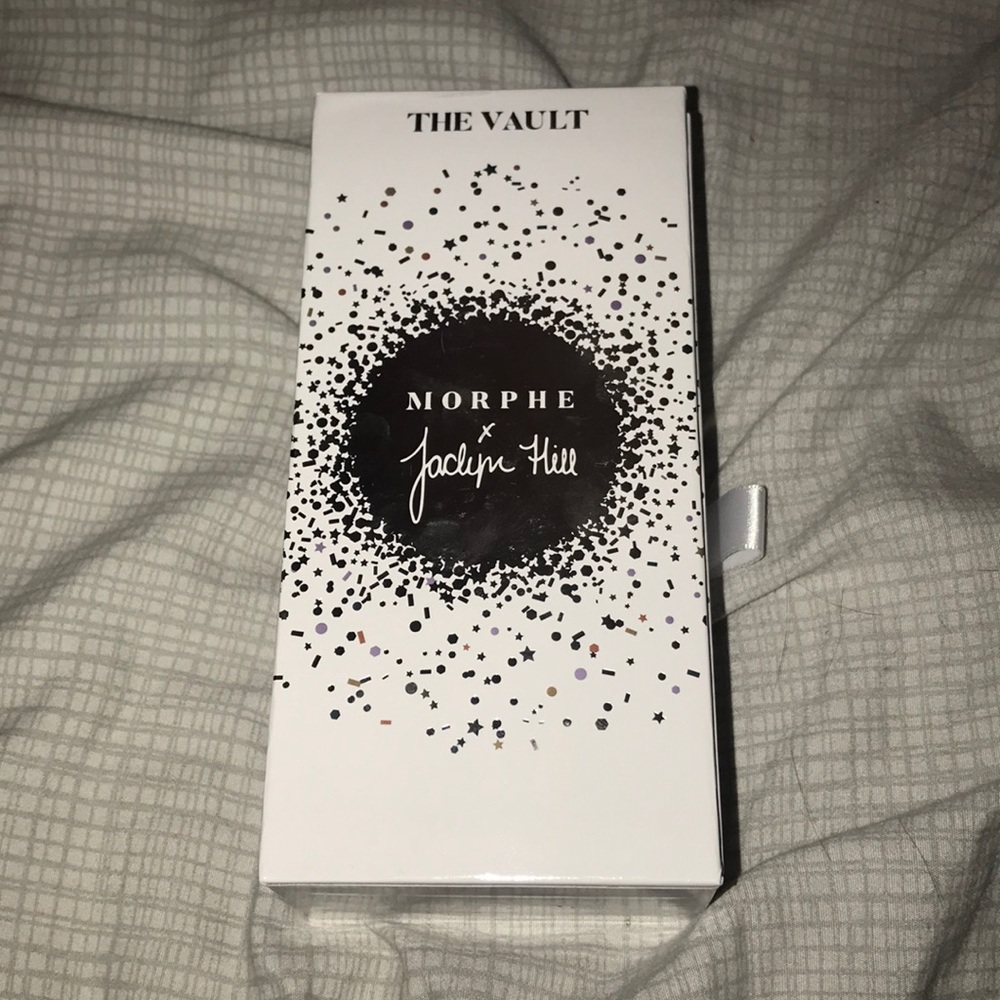 THE VAULT
MORPHE
x
Jaclyn Hill